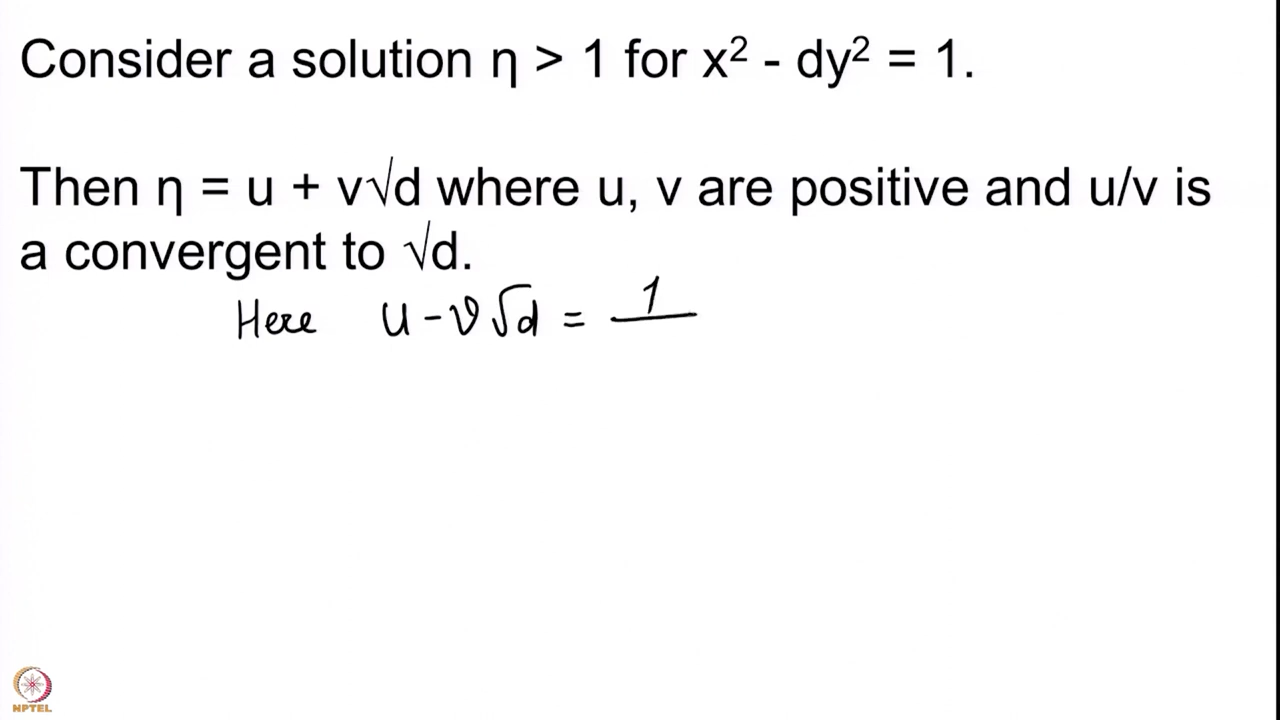 Consider a solution η > 1 for x² - dy² = 1.
Then η = u + v√d where u, v are positive and u/v is
a convergent to √d.
Here u - v√d = 1/
NPTEL